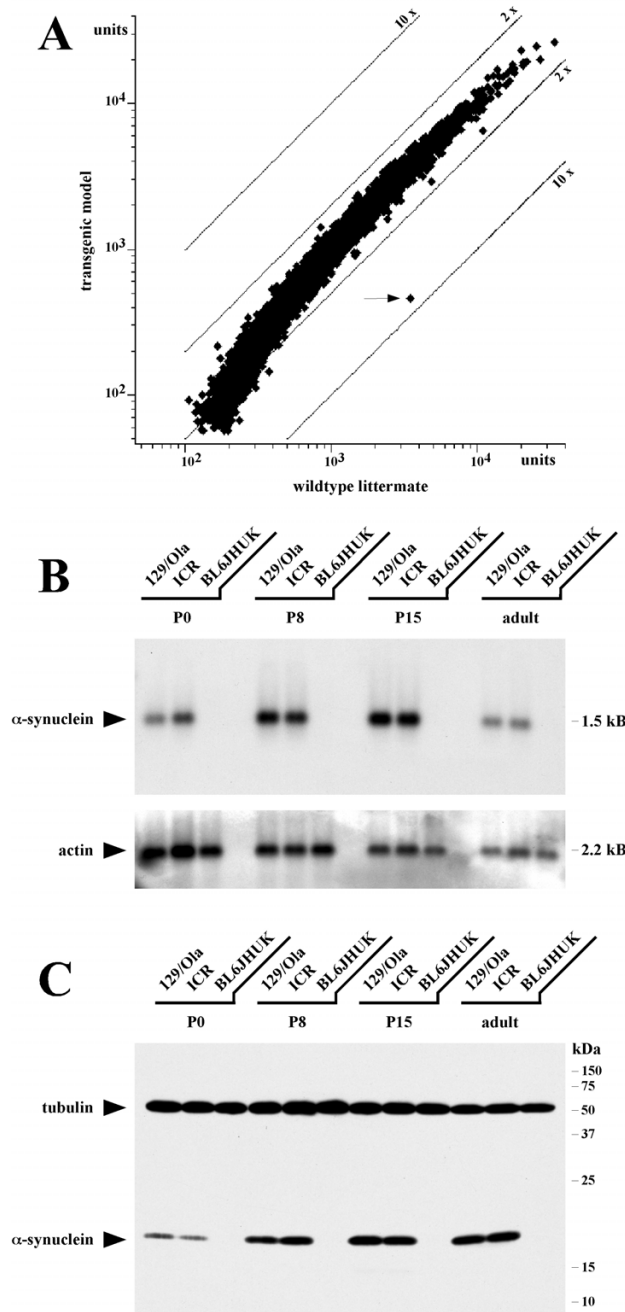 A
units
10 x
2 x
2 x
10 x
10⁴
10³
10²
transgenic model
10² 10³ 10⁴
units
wildtype littermate
B
129/Ola ICR BL6JHUK 129/Ola ICR BL6JHUK 129/Ola ICR BL6JHUK 129/Ola ICR BL6JHUK
P0 P8 P15 adult
α-synuclein
– 1.5 kB
actin
– 2.2 kB
C
129/Ola ICR BL6JHUK 129/Ola ICR BL6JHUK 129/Ola ICR BL6JHUK 129/Ola ICR BL6JHUK
P0 P8 P15 adult
kDa
– 150
– 75
tubulin
– 50
– 37
– 25
α-synuclein
– 15
– 10